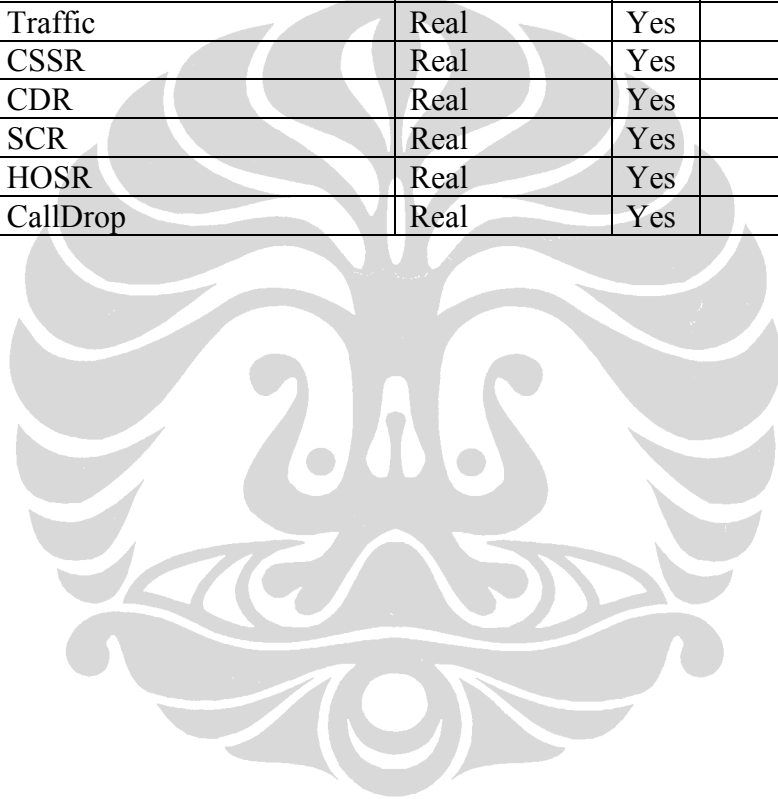 Traffic Real Yes
CSSR Real Yes
CDR Real Yes
SCR Real Yes
HOSR Real Yes
CallDrop Real Yes